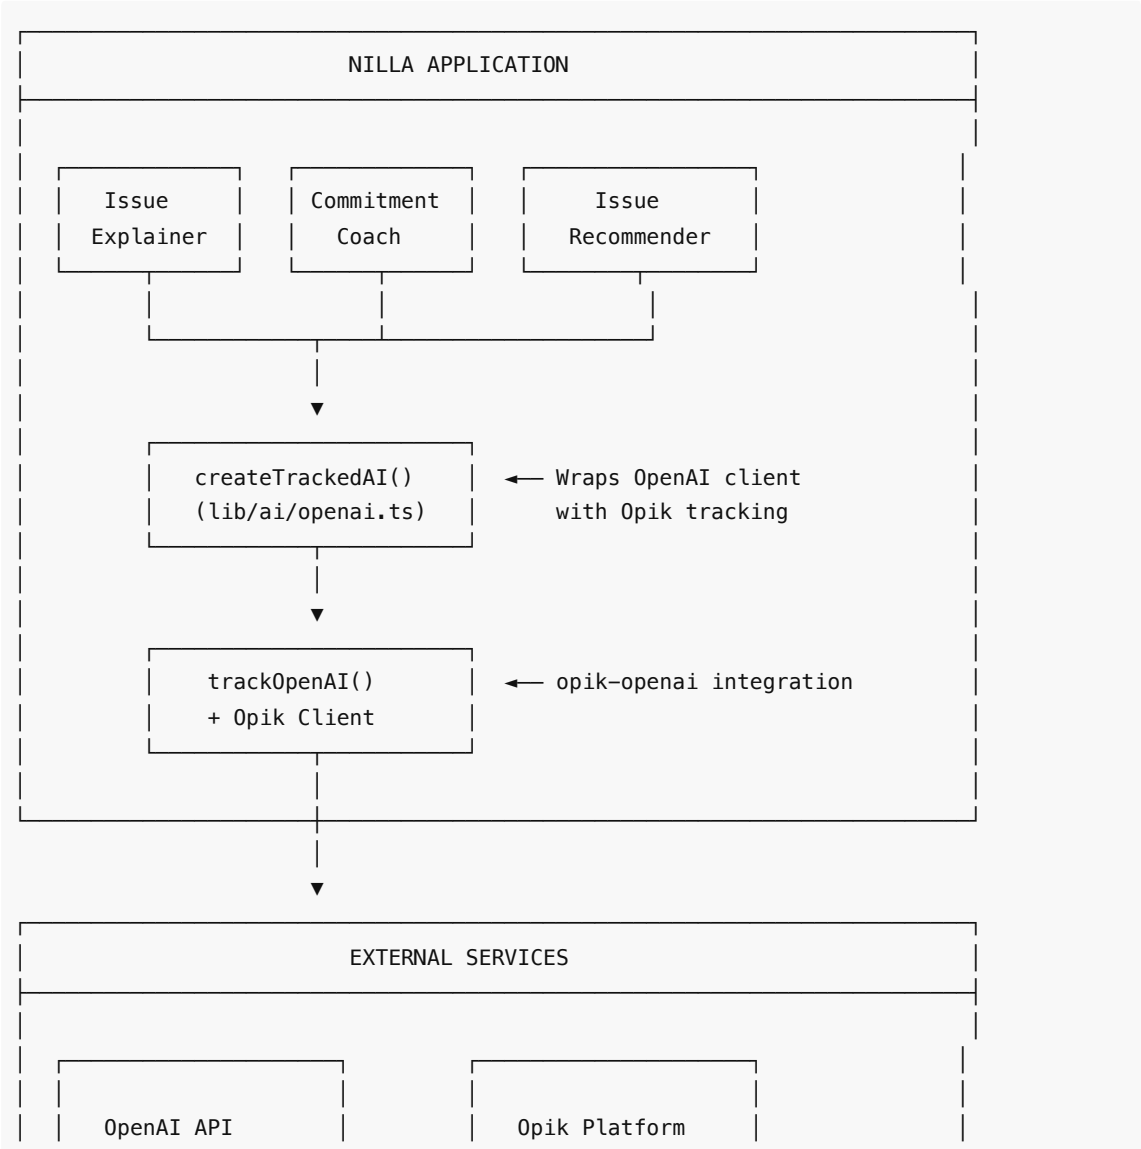 NILLA APPLICATION
Issue Commitment Issue
Explainer Coach Recommender
createTrackedAI() ◄── Wraps OpenAI client
(lib/ai/openai.ts) with Opik tracking
trackOpenAI() ◄── opik-openai integration
+ Opik Client
EXTERNAL SERVICES
OpenAI API Opik Platform